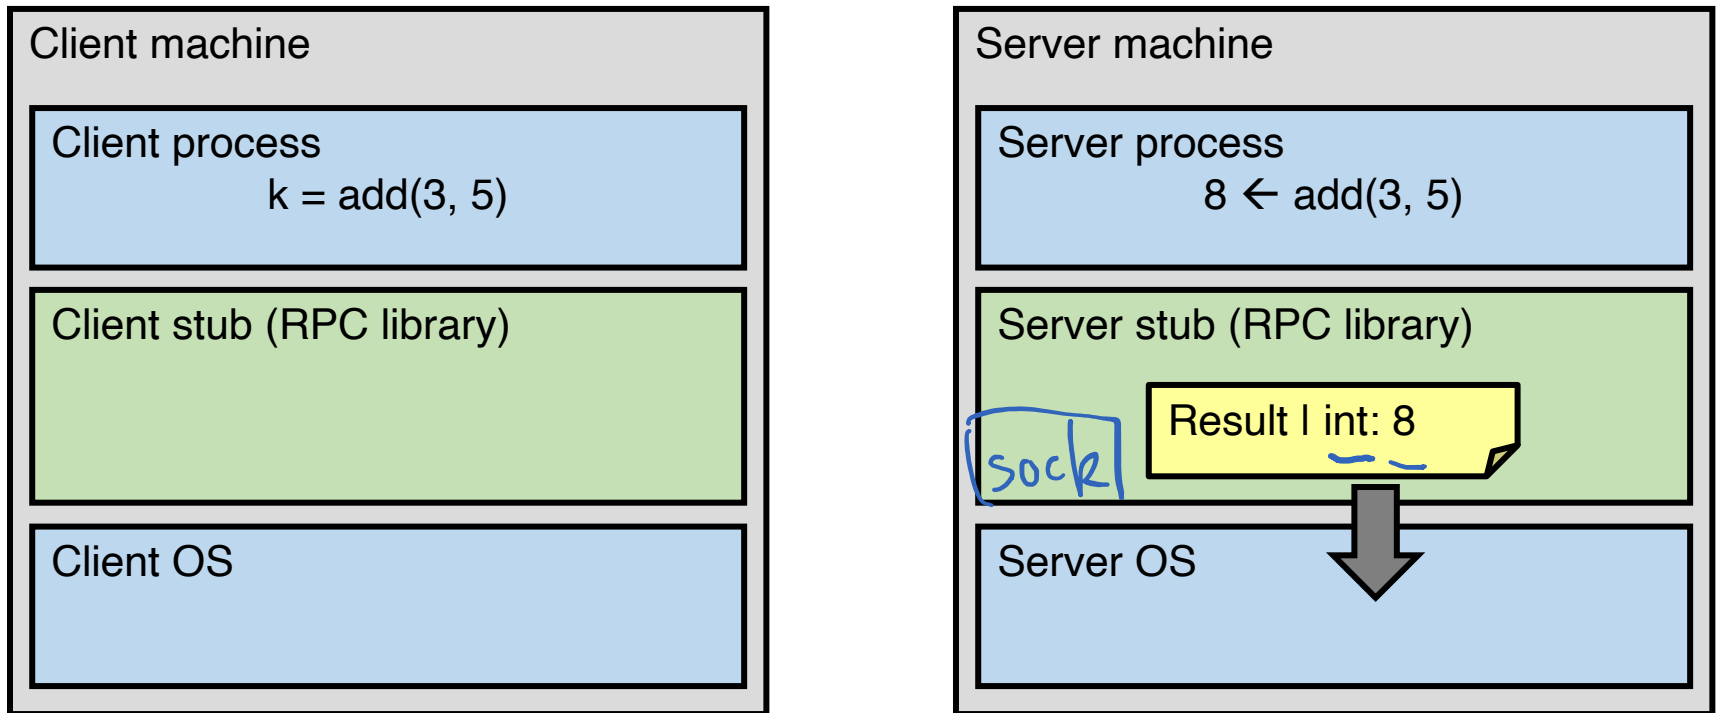 Client machine
Client process
k = add(3, 5)
Client stub (RPC library)
Client OS
Server machine
Server process
8 ← add(3, 5)
Server stub (RPC library)
Result | int: 8
sock
Server OS